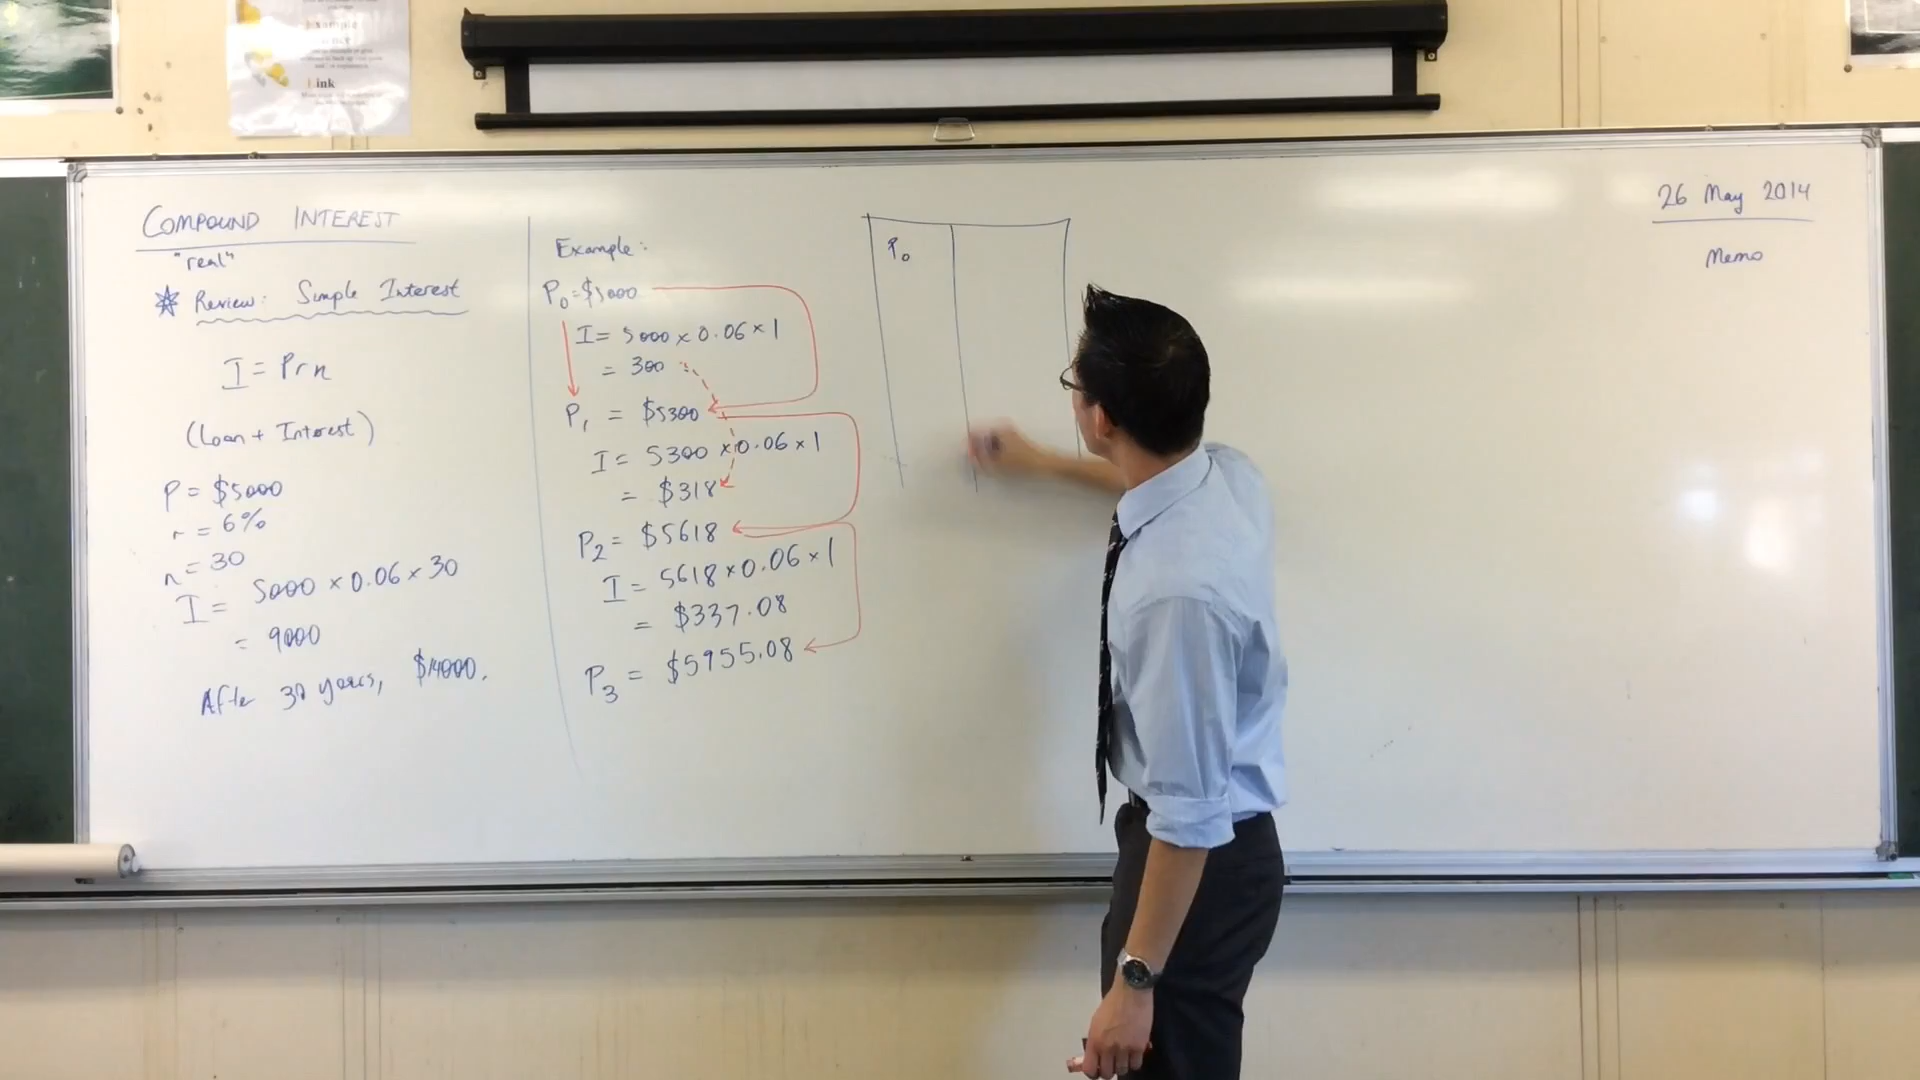 COMPOUND INTEREST
"real"
Review: Simple Interest
I = Prn
(Loan + Interest)
P = $5000
r = 6%
n = 30
I = 5000 × 0.06 × 30
= 9000
After 30 years, $14000.
Example:
P₀ = $5000
I = 5000 × 0.06 × 1
= 300
P₁ = $5300
I = 5300 × 0.06 × 1
= $318
P₂ = $5618
I = 5618 × 0.06 × 1
= $337.08
P₃ = $5955.08
P₀
26 May 2014
Memo
Link